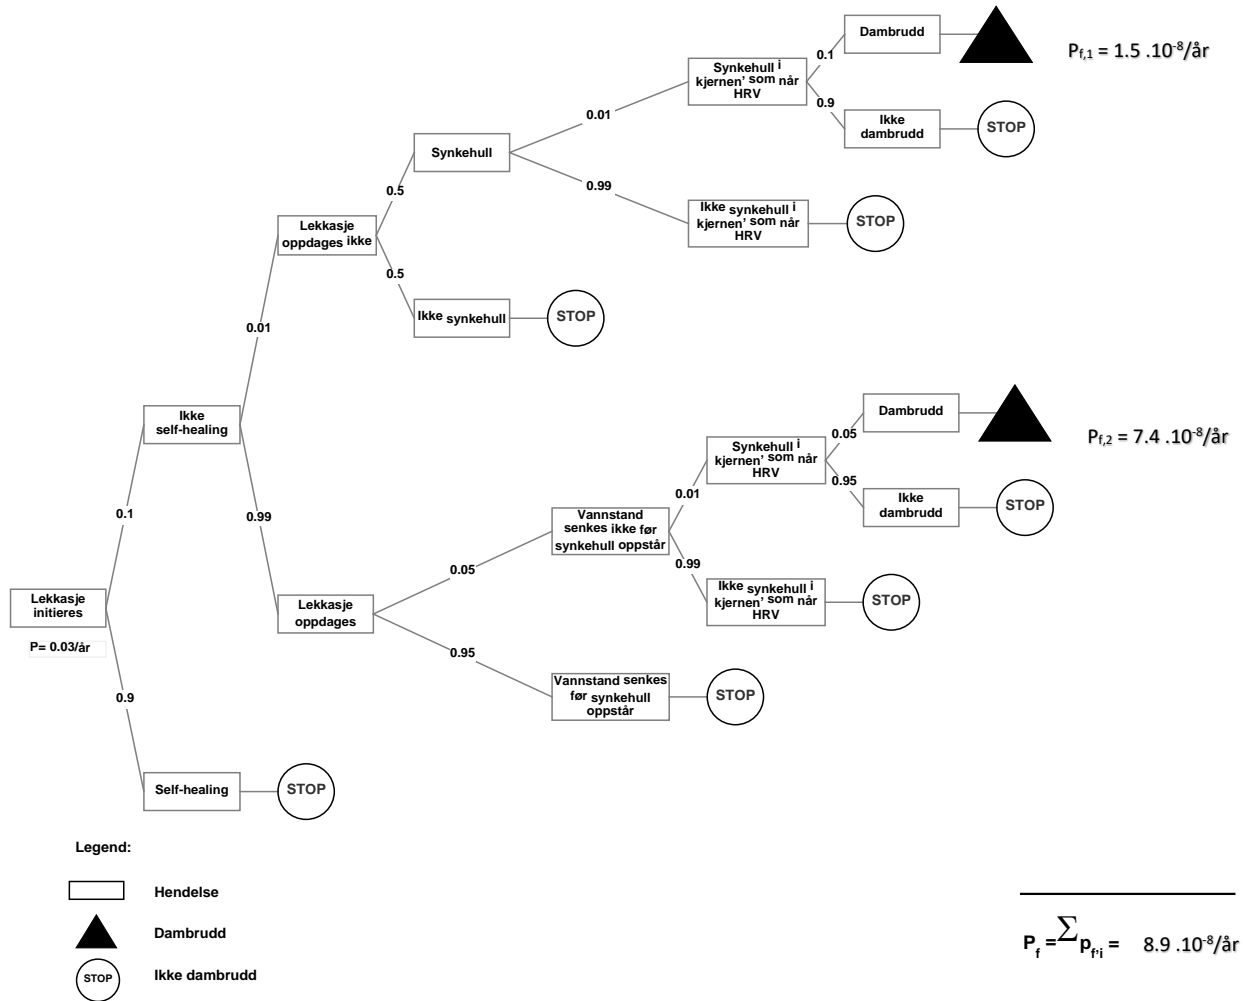 Dambrudd
P_f,1 = 1.5 .10^-8/år
0.1
Synkehull i
kjernen' som når
HRV
0.9
Ikke
dambrudd
STOP
0.01
Synkehull
0.99
0.5
Ikke synkehull i
kjernen' som når
HRV
STOP
Lekkasje
oppdages ikke
0.5
Ikke synkehull
STOP
0.01
Dambrudd
P_f,2 = 7.4 .10^-8/år
Ikke
self-healing
0.05
Synkehull i
kjernen' som når
HRV
0.95
0.01
Ikke
dambrudd
STOP
0.1
0.99
Vannstand
senkes ikke før
synkehull oppstår
0.99
0.05
Ikke synkehull i
kjernen' som når
HRV
STOP
Lekkasje
initieres
Lekkasje
oppdages
P= 0.03/år
0.95
Vannstand senkes
før synkehull
oppstår
STOP
0.9
Self-healing
STOP
Legend:
Hendelse
Dambrudd
STOP
Ikke dambrudd
P_f = ∑ p_f'i = 8.9 .10^-8/år